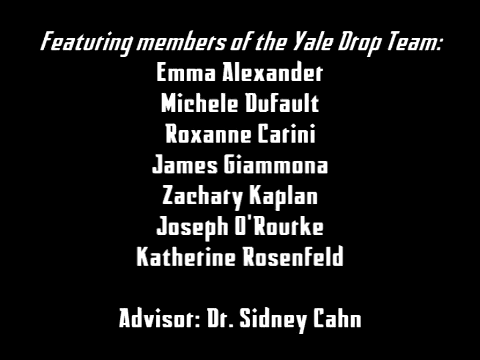 Featuring members of the Yale Drop Team:
Emma Alexander
Michele Dufault
Roxanne Carini
James Giammona
Zachary Kaplan
Joseph O'Rourke
Katherine Rosenfeld
Advisor: Dr. Sidney Cahn